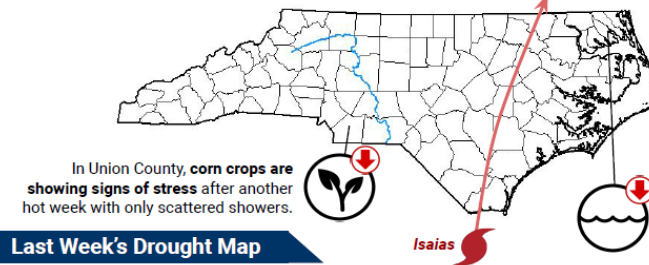 In Union County, corn crops are
showing signs of stress after another
hot week with only scattered showers.
Isaias
Last Week's Drought Map